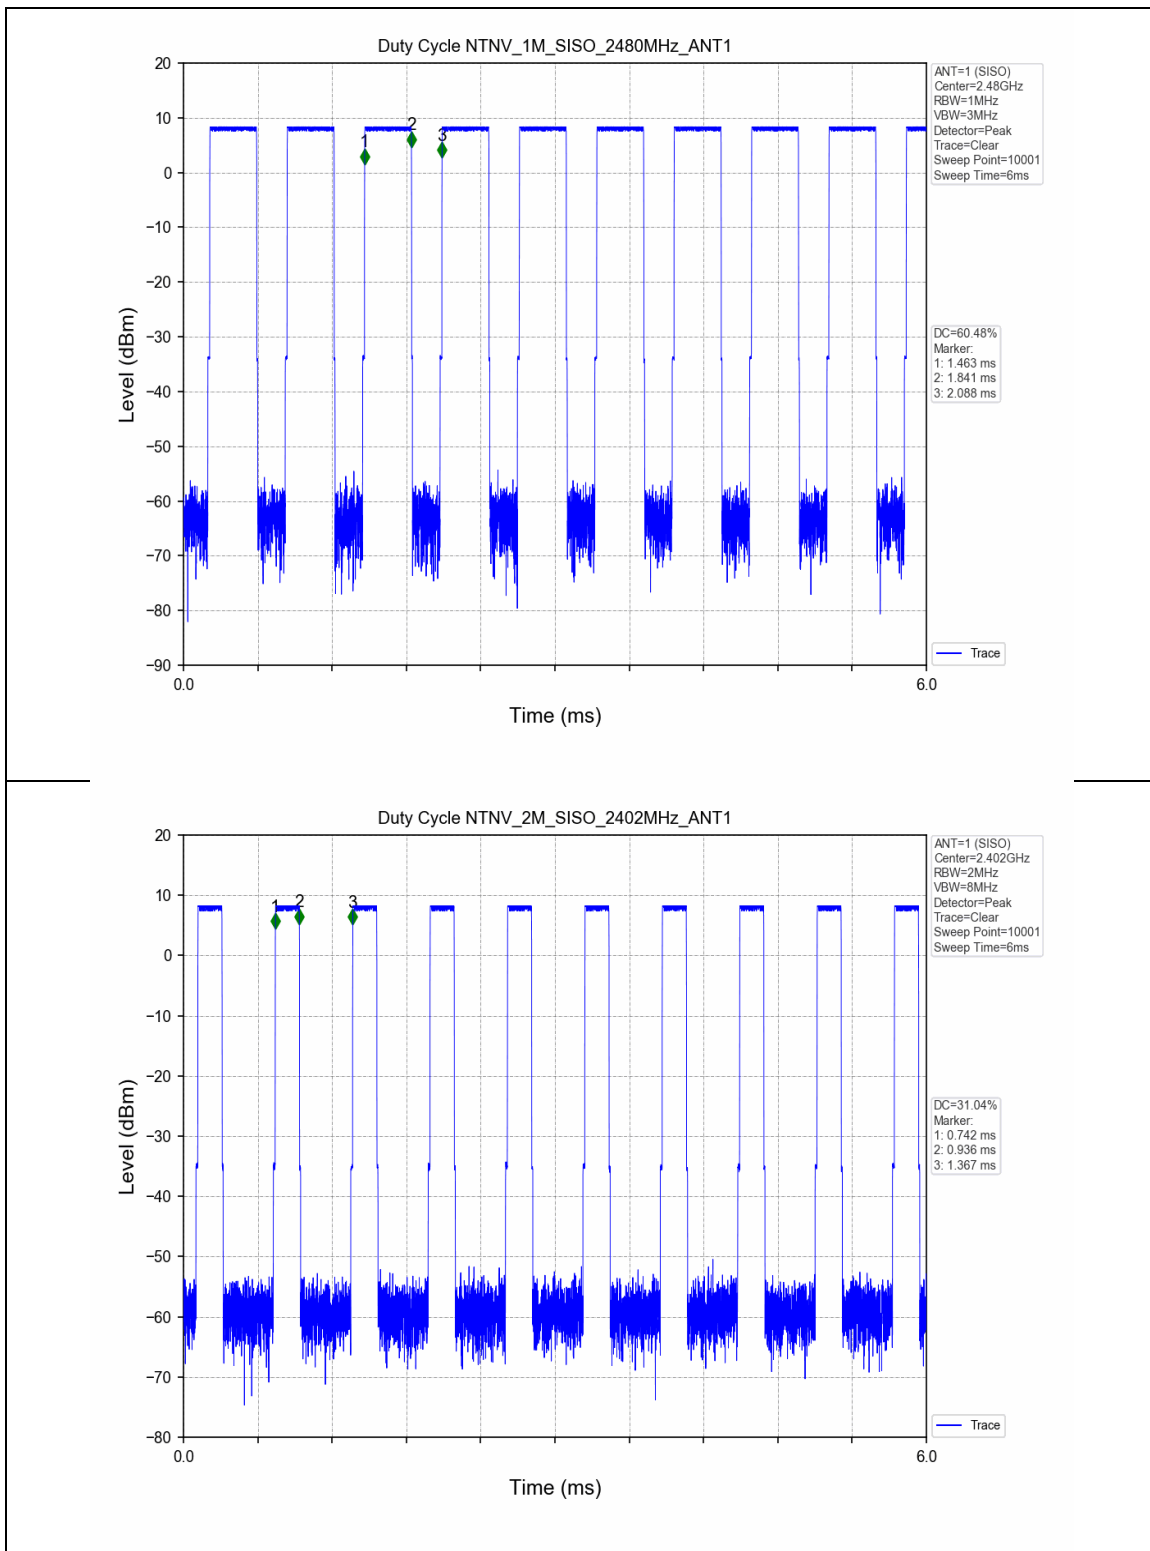 Duty Cycle NTNV_1M_SISO_2480MHz_ANT1
20
10
0
−10
−20
−30
−40
−50
−60
−70
−80
−90
Level (dBm)
1
2
3
0.0
6.0
Time (ms)
ANT=1 (SISO)
Center=2.48GHz
RBW=1MHz
VBW=3MHz
Detector=Peak
Trace=Clear
Sweep Point=10001
Sweep Time=6ms
DC=60.48%
Marker:
1: 1.463 ms
2: 1.841 ms
3: 2.088 ms
Trace
Duty Cycle NTNV_2M_SISO_2402MHz_ANT1
20
10
0
−10
−20
−30
−40
−50
−60
−70
−80
Level (dBm)
1
2
3
0.0
6.0
Time (ms)
ANT=1 (SISO)
Center=2.402GHz
RBW=2MHz
VBW=8MHz
Detector=Peak
Trace=Clear
Sweep Point=10001
Sweep Time=6ms
DC=31.04%
Marker:
1: 0.742 ms
2: 0.936 ms
3: 1.367 ms
Trace